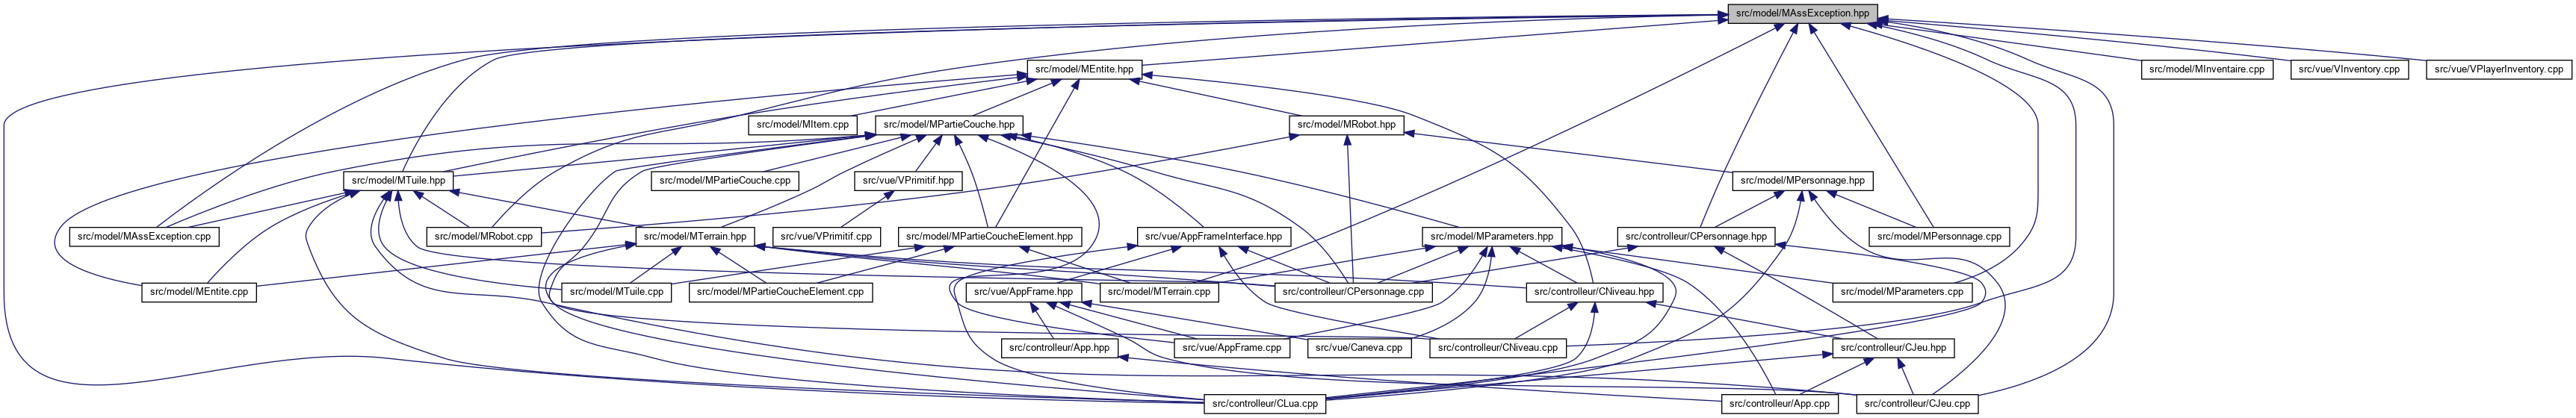 src/model/MAssException.hpp
src/model/MEntite.hpp
src/model/MInventaire.cpp
src/vue/VInventory.cpp
src/vue/VPlayerInventory.cpp
src/model/MItem.cpp
src/model/MPartieCouche.hpp
src/model/MRobot.hpp
src/model/MTuile.hpp
src/model/MPartieCouche.cpp
src/vue/VPrimitif.hpp
src/model/MPersonnage.hpp
src/model/MAssException.cpp
src/model/MRobot.cpp
src/model/MTerrain.hpp
src/vue/VPrimitif.cpp
src/model/MPartieCoucheElement.hpp
src/vue/AppFrameInterface.hpp
src/model/MParameters.hpp
src/controlleur/CPersonnage.hpp
src/model/MPersonnage.cpp
src/model/MEntite.cpp
src/model/MTuile.cpp
src/model/MPartieCoucheElement.cpp
src/vue/AppFrame.hpp
src/model/MTerrain.cpp
src/controlleur/CPersonnage.cpp
src/controlleur/CNiveau.hpp
src/model/MParameters.cpp
src/controlleur/App.hpp
src/vue/AppFrame.cpp
src/vue/Caneva.cpp
src/controlleur/CNiveau.cpp
src/controlleur/CJeu.hpp
src/controlleur/CLua.cpp
src/controlleur/App.cpp
src/controlleur/CJeu.cpp